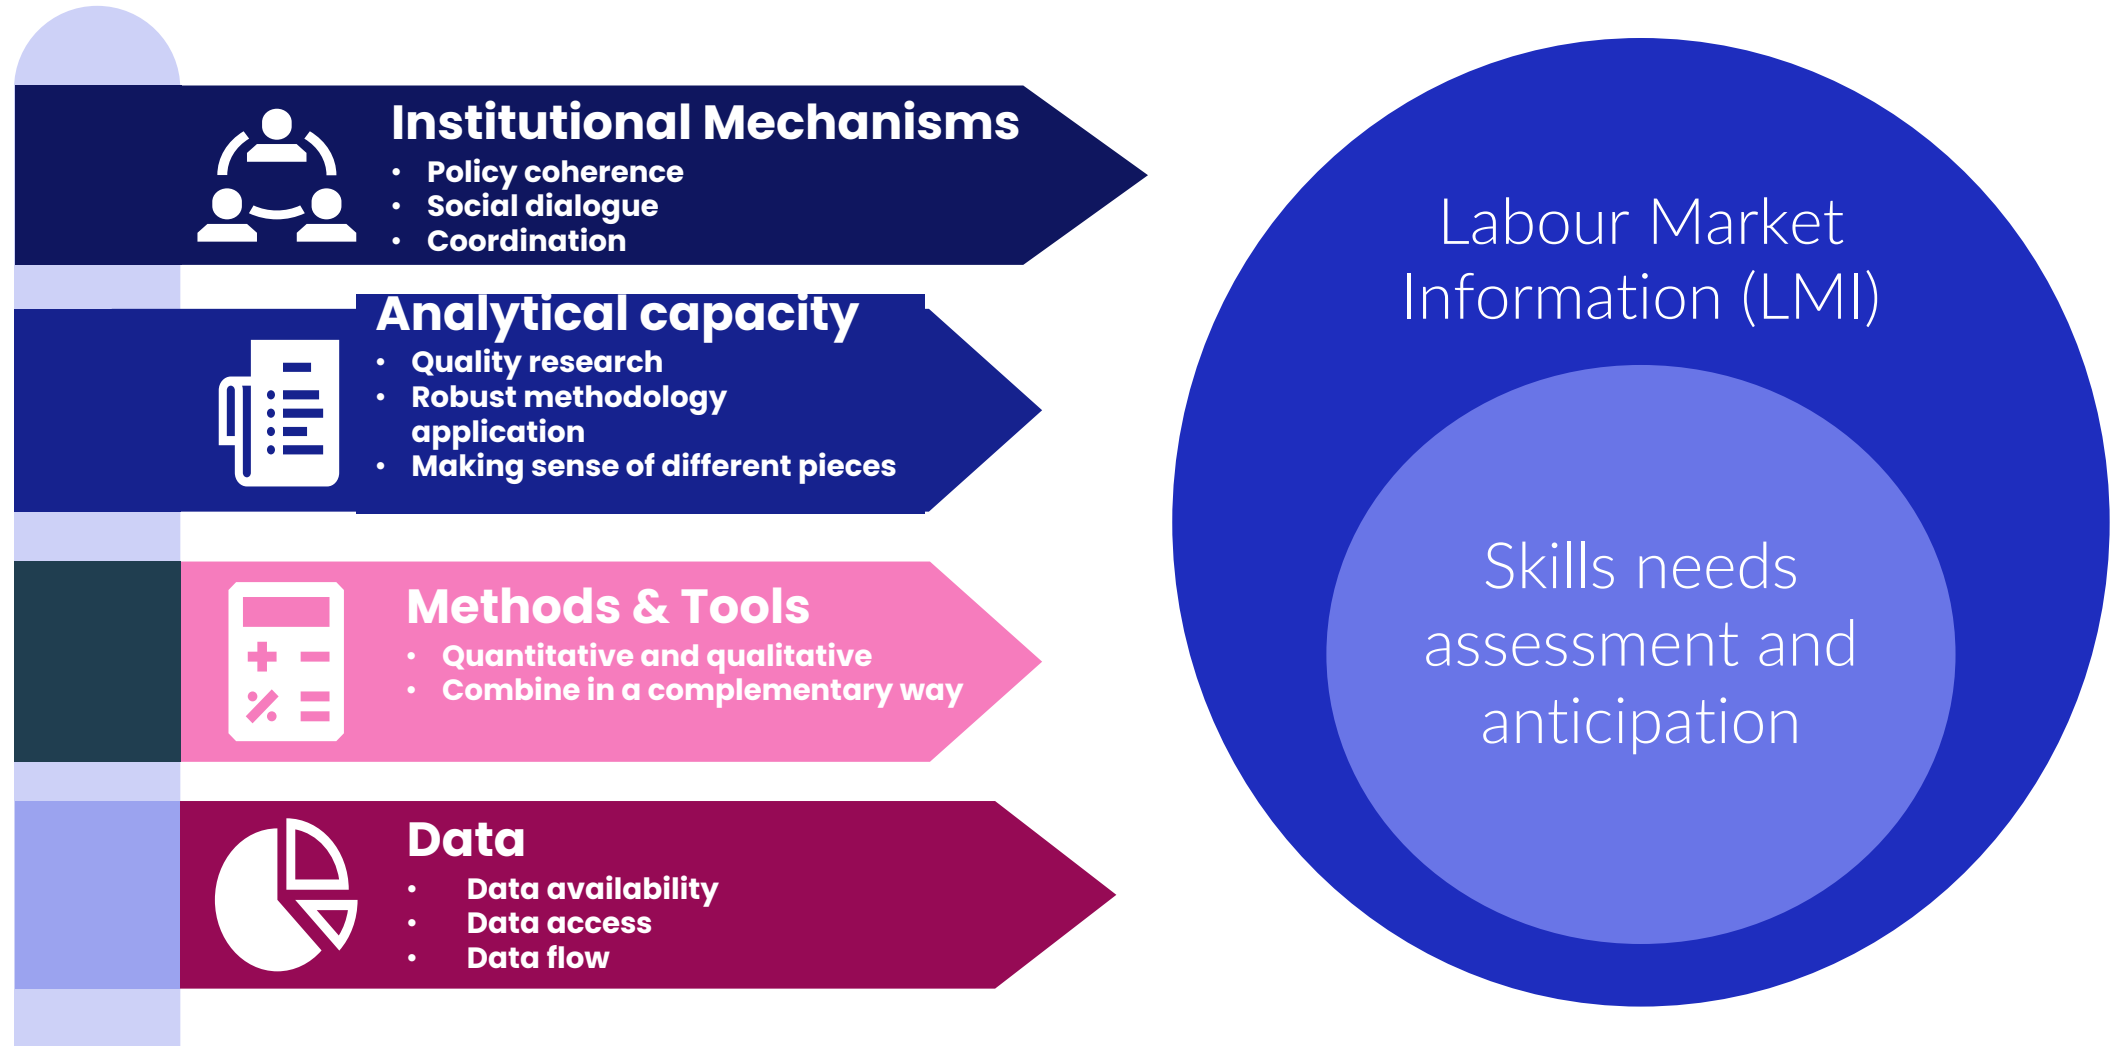 Institutional Mechanisms
• Policy coherence
• Social dialogue
• Coordination
Analytical capacity
• Quality research
• Robust methodology
application
• Making sense of different pieces
Methods & Tools
• Quantitative and qualitative
• Combine in a complementary way
Data
• Data availability
• Data access
• Data flow
Labour Market
Information (LMI)
Skills needs
assessment and
anticipation